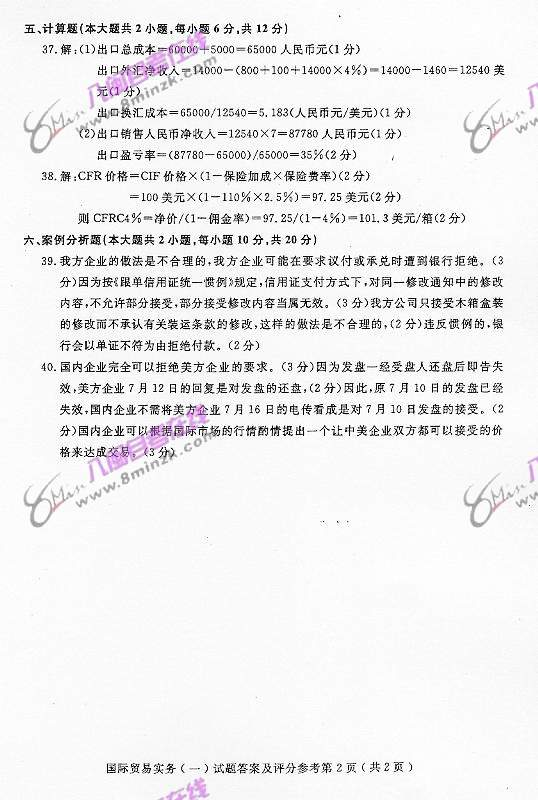 五、计算题(本大题共2小题,每小题6分,共12分)
37.解:(1)出口总成本=60000+5000=65000人民币元(1分)
出口外汇净收入=14000-(800+100+14000×4%)=14000-1460=12540美
元(1分)
出口换汇成本=65000/12540=5.183(人民币元/美元)(1分)
(2)出口销售人民币净收入=12540×7=87780人民币元(1分)
出口盈亏率=(87780-65000)/65000=35%(2分)
38.解:CFR价格=CIF价格×(1-保险加成×保险费率)(2分)
=100美元×(1-110%×2.5%)=97.25美元(2分)
则CFRC4%=净价/(1-佣金率)=97.25/(1-4%)=101.3美元/箱(2分)
六、案例分析题(本大题共2小题,每小题10分,共20分)
39.我方企业的做法是不合理的,我方企业可能在要求议付或承兑时遭到银行拒绝。(3
分)因为按《跟单信用证统一惯例》规定,信用证支付方式下,对同一修改通知中的修改
内容,不允许部分接受,部分接受修改内容当属无效。(3分)我方公司只接受木箱盒装
的修改而不承认有关装运条款的修改,这样的做法是不合理的,(2分)违反惯例的,银
行会以单证不符为由拒绝付款。(2分)
40.国内企业完全可以拒绝美方企业的要求。(3分)因为发盘一经受盘人还盘后即告失
效,美方企业7月12日的回复是对发盘的还盘,(2分)因此,原7月10日的发盘已经
失效,国内企业不需将美方企业7月16日的电传看成是对7月10日发盘的接受。(2
分)国内企业可以根据国际市场的行情酌情提出一个让中美企业双方都可以接受的价
格来达成交易。(3分)
国际贸易实务(一)试题答案及评分参考第2页(共2页)
八闽自考在线
www.8minzk.com
8Min